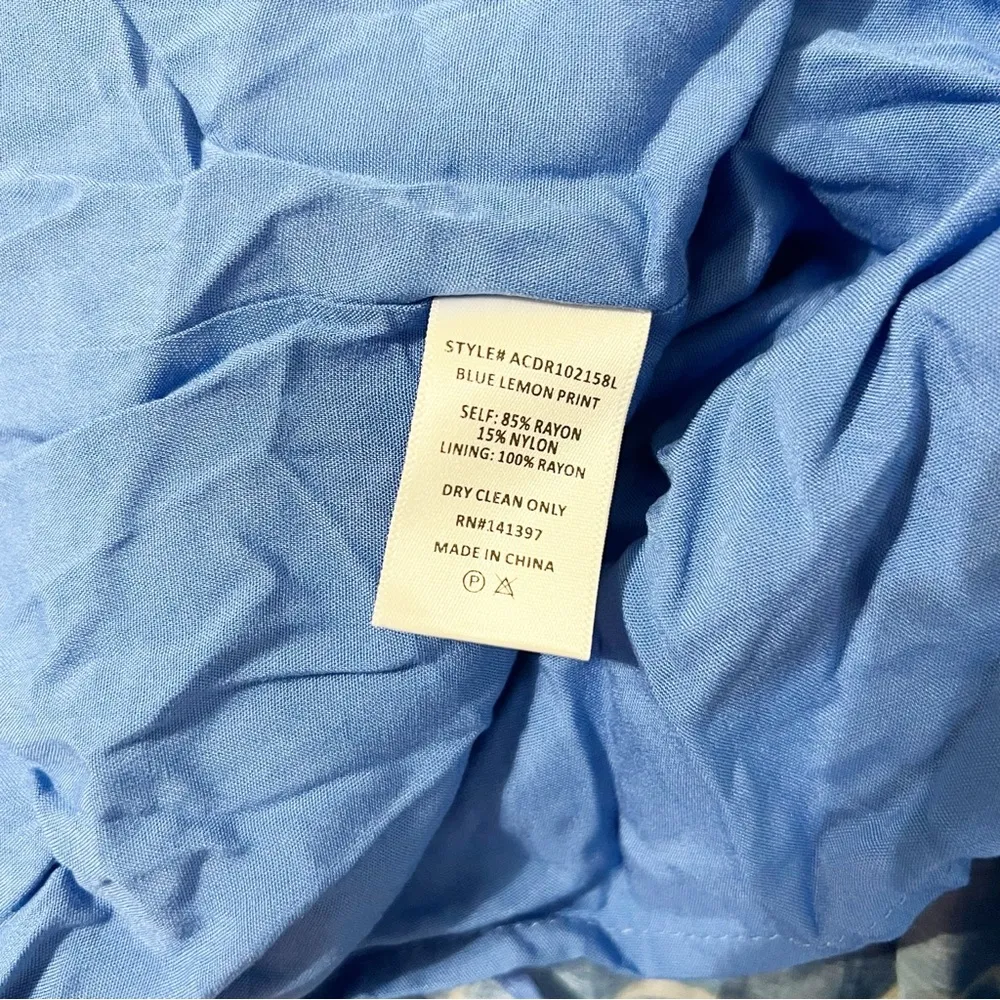 STYLE# ACDR102158L
BLUE LEMON PRINT
SELF: 85% RAYON
15% NYLON
LINING: 100% RAYON
DRY CLEAN ONLY
RN#141397
MADE IN CHINA
P